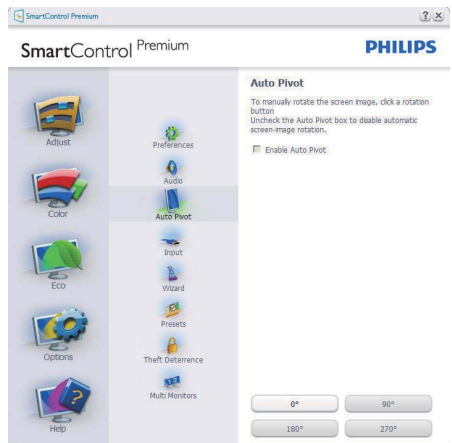 SmartControl Premium
SmartControl Premium
PHILIPS
Adjust
Color
Eco
Options
Help
Preferences
Audio
Auto Pivot
Input
Wizard
Presets
Theft Deterrence
Multi Monitors
Auto Pivot
To manually rotate the screen image, click a rotation
button
Uncheck the Auto Pivot box to disable automatic
screen-image rotation.
Enable Auto Pivot
0°
90°
180°
270°